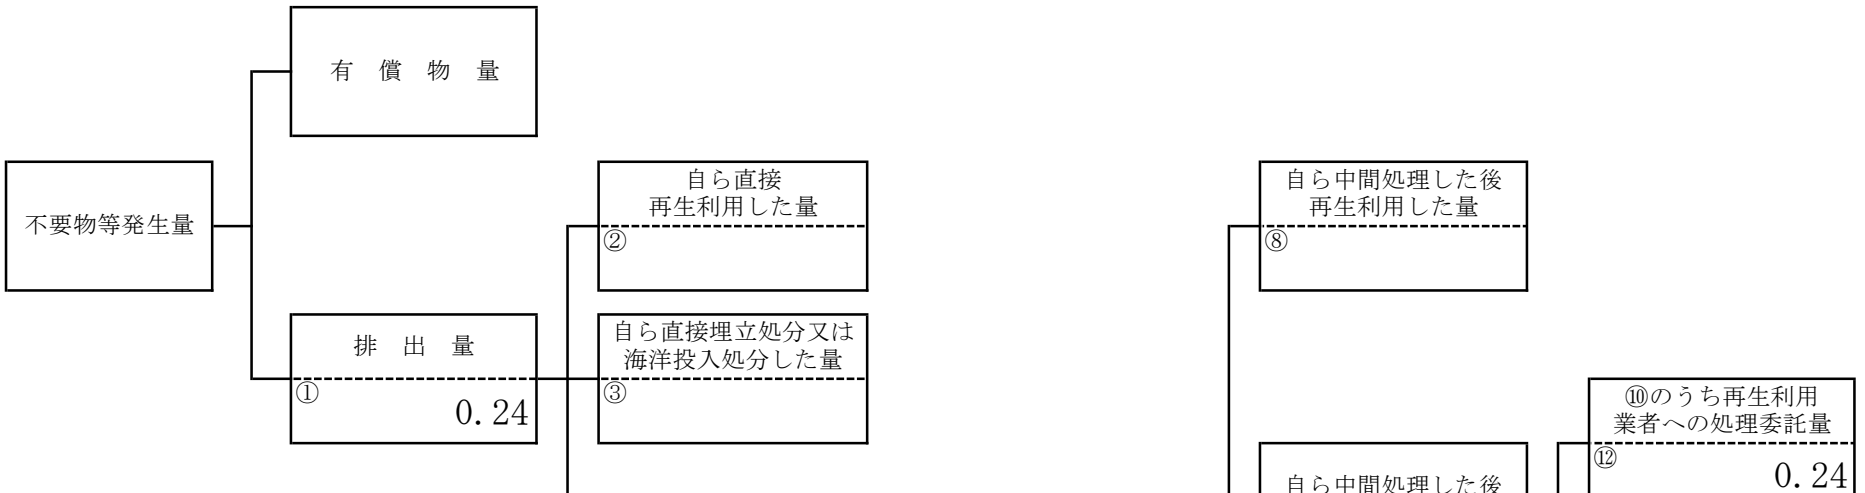 有　償　物　量
不要物等発生量
自ら直接
再生利用した量
②
自ら中間処理した後
再生利用した量
⑧
排　出　量
①
0.24
自ら直接埋立処分又は
海洋投入処分した量
③
⑩のうち再生利用
業者への処理委託量
⑫
0.24
自ら中間処理した後